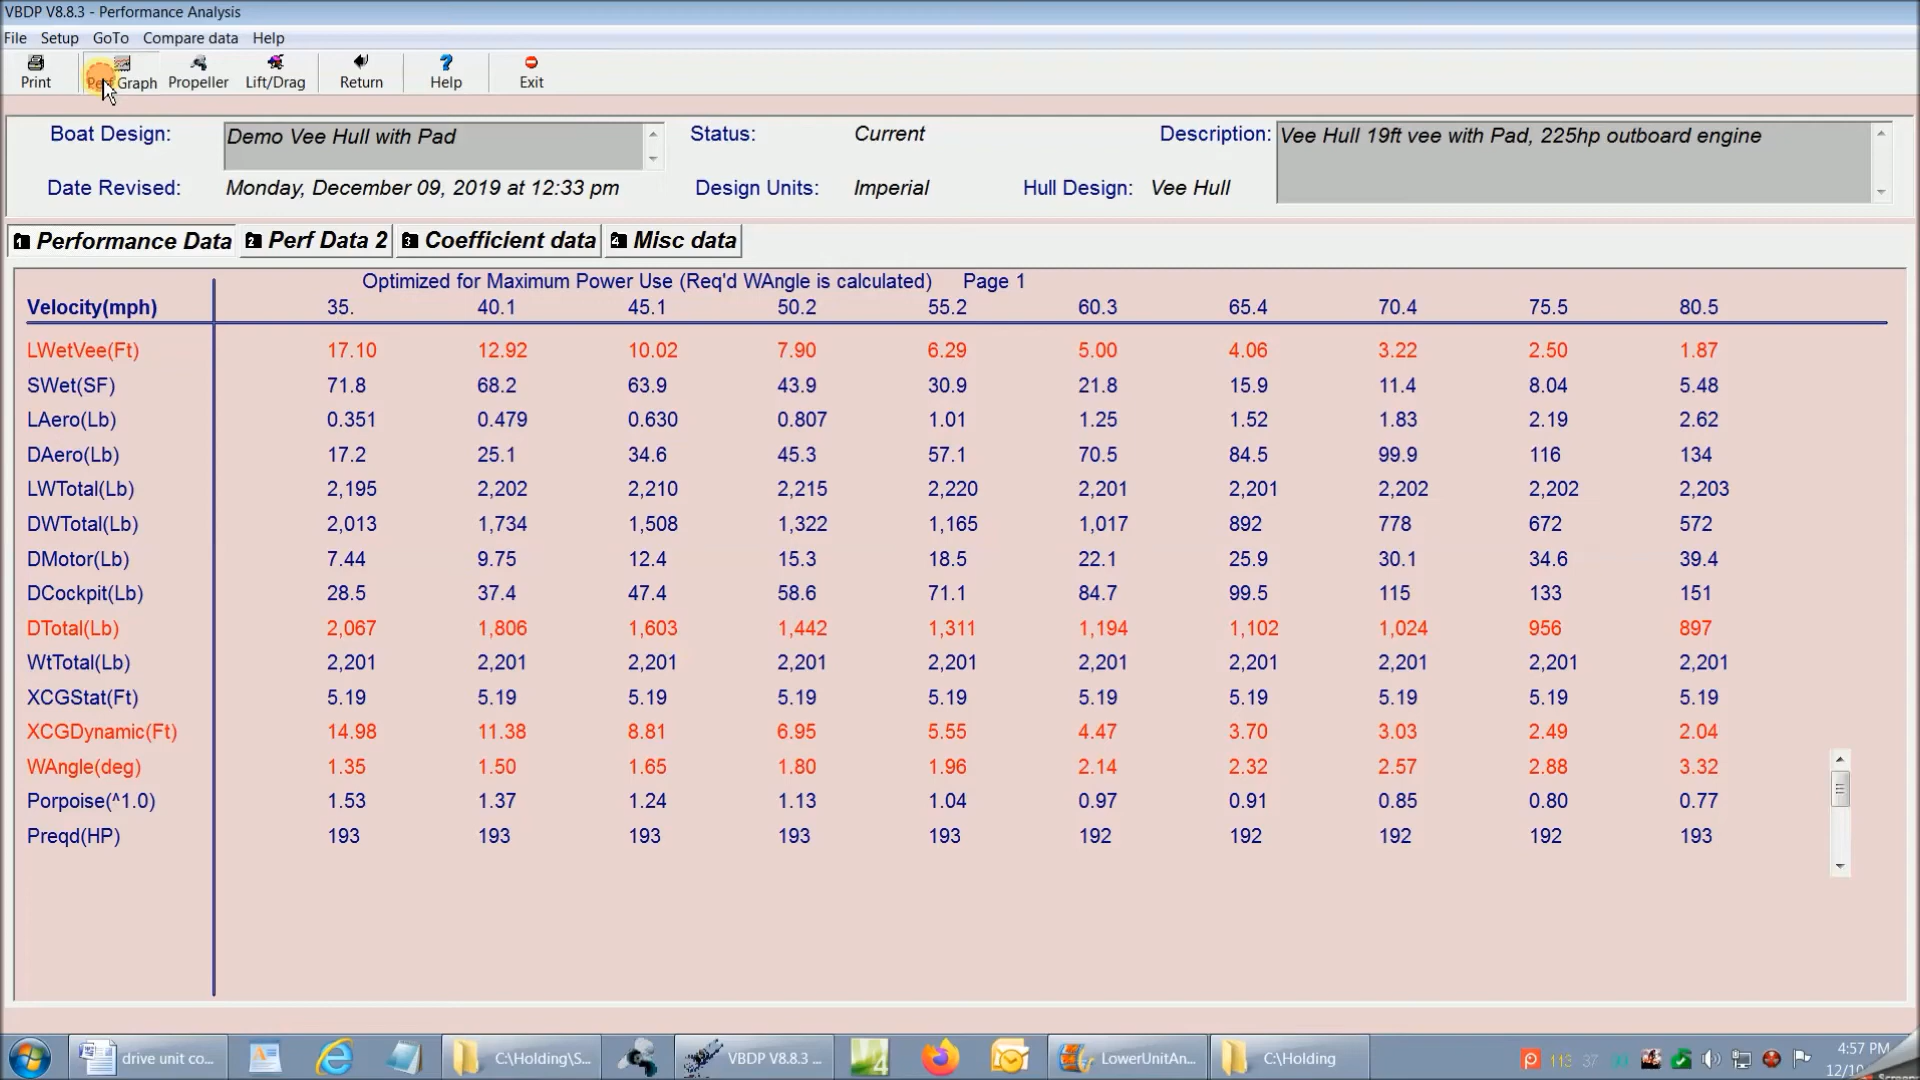 VBDP V8.8.3 - Performance Analysis
File Setup GoTo Compare data Help
Print Perf Graph Propeller Lift/Drag Return Help Exit
Boat Design: Demo Vee Hull with Pad Status: Current Description: Vee Hull 19ft vee with Pad, 225hp outboard engine
Date Revised: Monday, December 09, 2019 at 12:33 pm Design Units: Imperial Hull Design: Vee Hull
1 Performance Data 2 Perf Data 2 3 Coefficient data 4 Misc data
Optimized for Maximum Power Use (Req'd WAngle is calculated) Page 1
Velocity(mph) 35. 40.1 45.1 50.2 55.2 60.3 65.4 70.4 75.5 80.5
LWetVee(Ft) 17.10 12.92 10.02 7.90 6.29 5.00 4.06 3.22 2.50 1.87
SWet(SF) 71.8 68.2 63.9 43.9 30.9 21.8 15.9 11.4 8.04 5.48
LAero(Lb) 0.351 0.479 0.630 0.807 1.01 1.25 1.52 1.83 2.19 2.62
DAero(Lb) 17.2 25.1 34.6 45.3 57.1 70.5 84.5 99.9 116 134
LWTotal(Lb) 2,195 2,202 2,210 2,215 2,220 2,201 2,201 2,202 2,202 2,203
DWTotal(Lb) 2,013 1,734 1,508 1,322 1,165 1,017 892 778 672 572
DMotor(Lb) 7.44 9.75 12.4 15.3 18.5 22.1 25.9 30.1 34.6 39.4
DCockpit(Lb) 28.5 37.4 47.4 58.6 71.1 84.7 99.5 115 133 151
DTotal(Lb) 2,067 1,806 1,603 1,442 1,311 1,194 1,102 1,024 956 897
WtTotal(Lb) 2,201 2,201 2,201 2,201 2,201 2,201 2,201 2,201 2,201 2,201
XCGStat(Ft) 5.19 5.19 5.19 5.19 5.19 5.19 5.19 5.19 5.19 5.19
XCGDynamic(Ft) 14.98 11.38 8.81 6.95 5.55 4.47 3.70 3.03 2.49 2.04
WAngle(deg) 1.35 1.50 1.65 1.80 1.96 2.14 2.32 2.57 2.88 3.32
Porpoise(^1.0) 1.53 1.37 1.24 1.13 1.04 0.97 0.91 0.85 0.80 0.77
Preqd(HP) 193 193 193 193 193 192 192 192 192 193
drive unit co... C:\Holding\S... VBDP V8.8.3 ... 4 LowerUnitAn... C:\Holding 113 37 4:57 PM